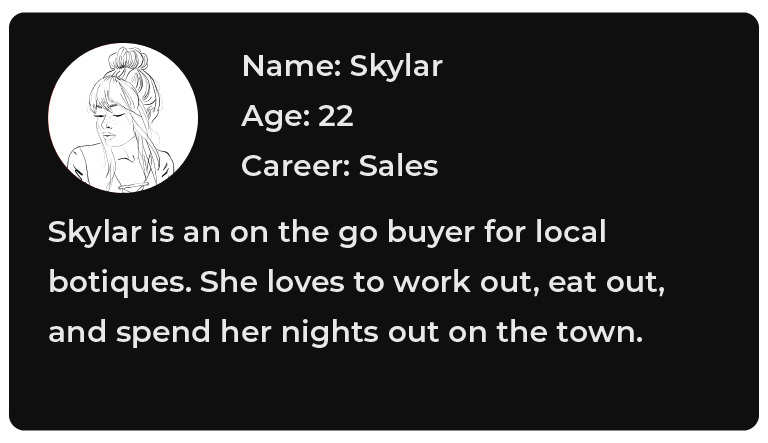 Name: Skylar
Age: 22
Career: Sales
Skylar is an on the go buyer for local
botiques. She loves to work out, eat out,
and spend her nights out on the town.